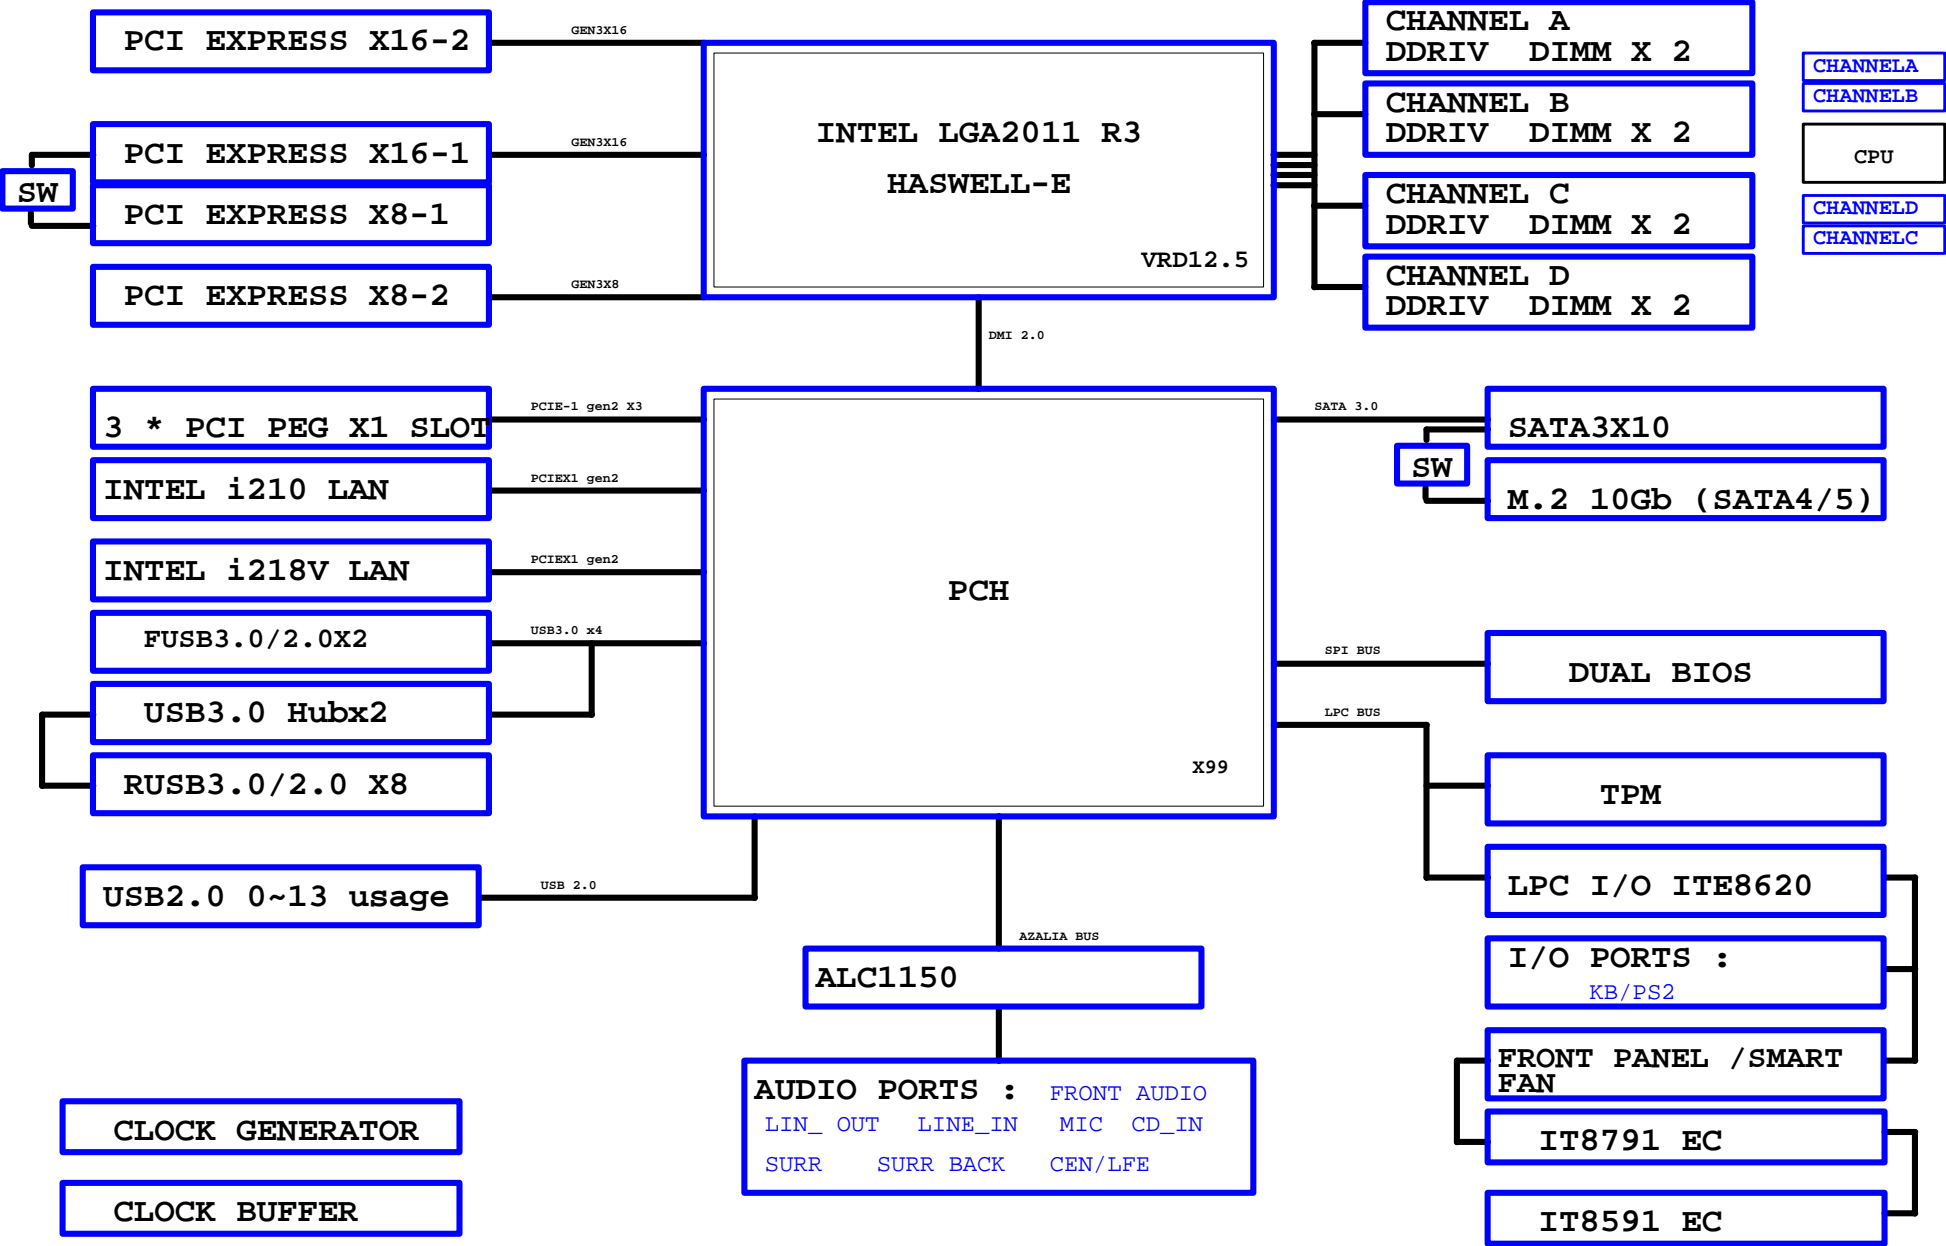 PCI EXPRESS X16-2
GEN3X16
PCI EXPRESS X16-1
GEN3X16
SW
PCI EXPRESS X8-1
PCI EXPRESS X8-2
GEN3X8
INTEL LGA2011 R3
HASWELL-E
VRD12.5
CHANNEL A
DDRIV DIMM X 2
CHANNEL B
DDRIV DIMM X 2
CHANNEL C
DDRIV DIMM X 2
CHANNEL D
DDRIV DIMM X 2
CHANNELA
CHANNELB
CPU
CHANNELD
CHANNELC
DMI 2.0
3 * PCI PEG X1 SLOT
PCIE-1 gen2 X3
INTEL i210 LAN
PCIEX1 gen2
INTEL i218V LAN
PCIEX1 gen2
FUSB3.0/2.0X2
USB3.0 x4
USB3.0 Hubx2
RUSB3.0/2.0 X8
USB2.0 0~13 usage
USB 2.0
PCH
X99
SATA 3.0
SATA3X10
SW
M.2 10Gb (SATA4/5)
SPI BUS
DUAL BIOS
LPC BUS
TPM
LPC I/O ITE8620
I/O PORTS :
KB/PS2
FRONT PANEL /SMART
FAN
IT8791 EC
IT8591 EC
AZALIA BUS
ALC1150
AUDIO PORTS : FRONT AUDIO
LIN_ OUT LINE_IN MIC CD_IN
SURR SURR BACK CEN/LFE
CLOCK GENERATOR
CLOCK BUFFER